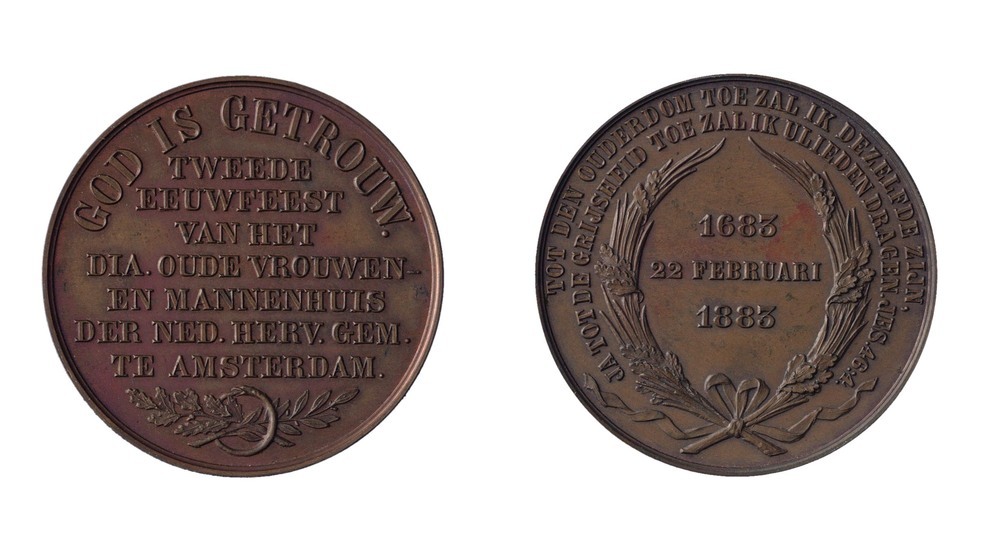 GOD IS GETROUW.
TWEEDE
EEUWFEEST
VAN HET
DIA. OUDE VROUWEN-
EN MANNENHUIS
DER NED. HERV. GEM.
TE AMSTERDAM.
TOT DEN OUDERDOM TOE ZAL IK DEZELFDE ZIJN,
JA TOT DE GRIJSHEID TOE ZAL IK ULIEDEN DRAGEN. JES. 46:4.
1683
22 FEBRUARI
1883